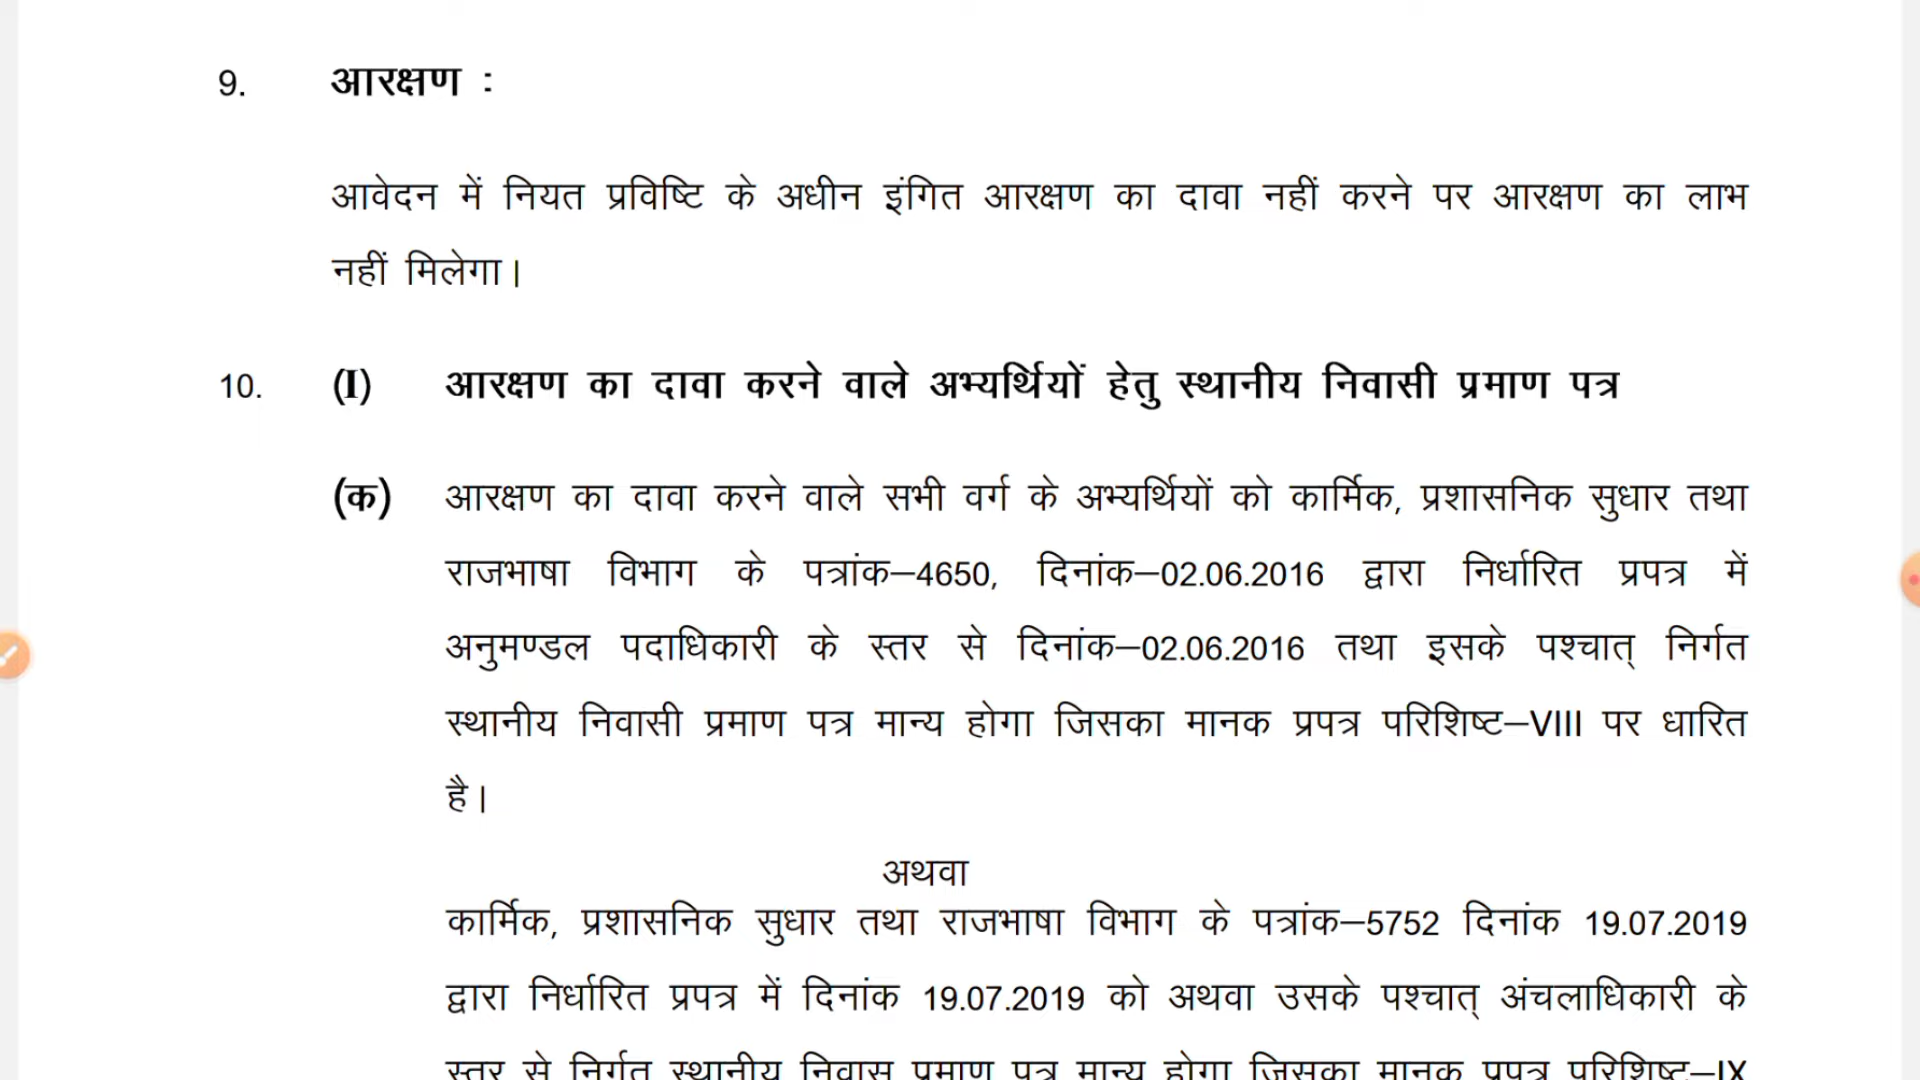 9. आरक्षण :
आवेदन में नियत प्रविष्टि के अधीन इंगित आरक्षण का दावा नहीं करने पर आरक्षण का लाभ
नहीं मिलेगा।
10. (I) आरक्षण का दावा करने वाले अभ्यर्थियों हेतु स्थानीय निवासी प्रमाण पत्र
(क) आरक्षण का दावा करने वाले सभी वर्ग के अभ्यर्थियों को कार्मिक, प्रशासनिक सुधार तथा
राजभाषा विभाग के पत्रांक–4650, दिनांक–02.06.2016 द्वारा निर्धारित प्रपत्र में
अनुमण्डल पदाधिकारी के स्तर से दिनांक–02.06.2016 तथा इसके पश्चात् निर्गत
स्थानीय निवासी प्रमाण पत्र मान्य होगा जिसका मानक प्रपत्र परिशिष्ट–VIII पर धारित
है।
अथवा
कार्मिक, प्रशासनिक सुधार तथा राजभाषा विभाग के पत्रांक–5752 दिनांक 19.07.2019
द्वारा निर्धारित प्रपत्र में दिनांक 19.07.2019 को अथवा उसके पश्चात् अंचलाधिकारी के
स्तर से निर्गत स्थानीय निवास प्रमाण पत्र मान्य होगा जिसका मानक प्रपत्र परिशिष्ट–IX